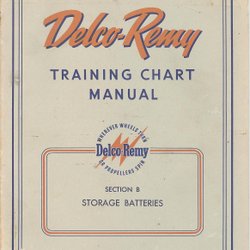 Delco-Remy
TRAINING CHART
MANUAL
WHEREVER WHEELS TURN
Delco-Remy
OR PROPELLERS SPIN
SECTION B
STORAGE BATTERIES